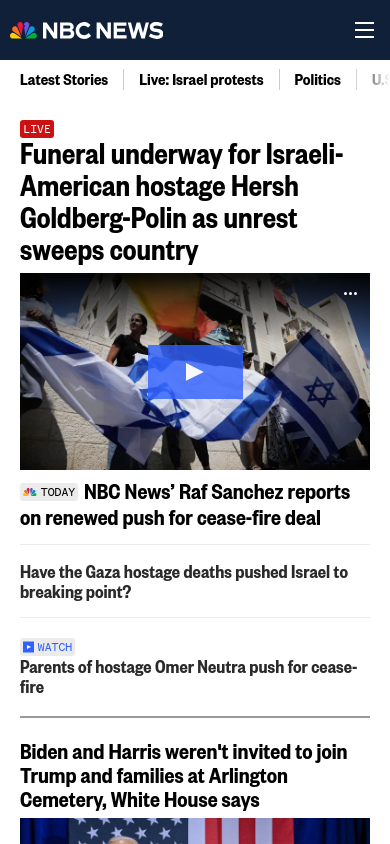 NBC NEWS
Latest Stories
Live: Israel protests
Politics
LIVE
Funeral underway for Israeli-
American hostage Hersh
Goldberg-Polin as unrest
sweeps country
TODAY NBC News’ Raf Sanchez reports
on renewed push for cease-fire deal
Have the Gaza hostage deaths pushed Israel to
breaking point?
WATCH
Parents of hostage Omer Neutra push for cease-
fire
Biden and Harris weren't invited to join
Trump and families at Arlington
Cemetery, White House says